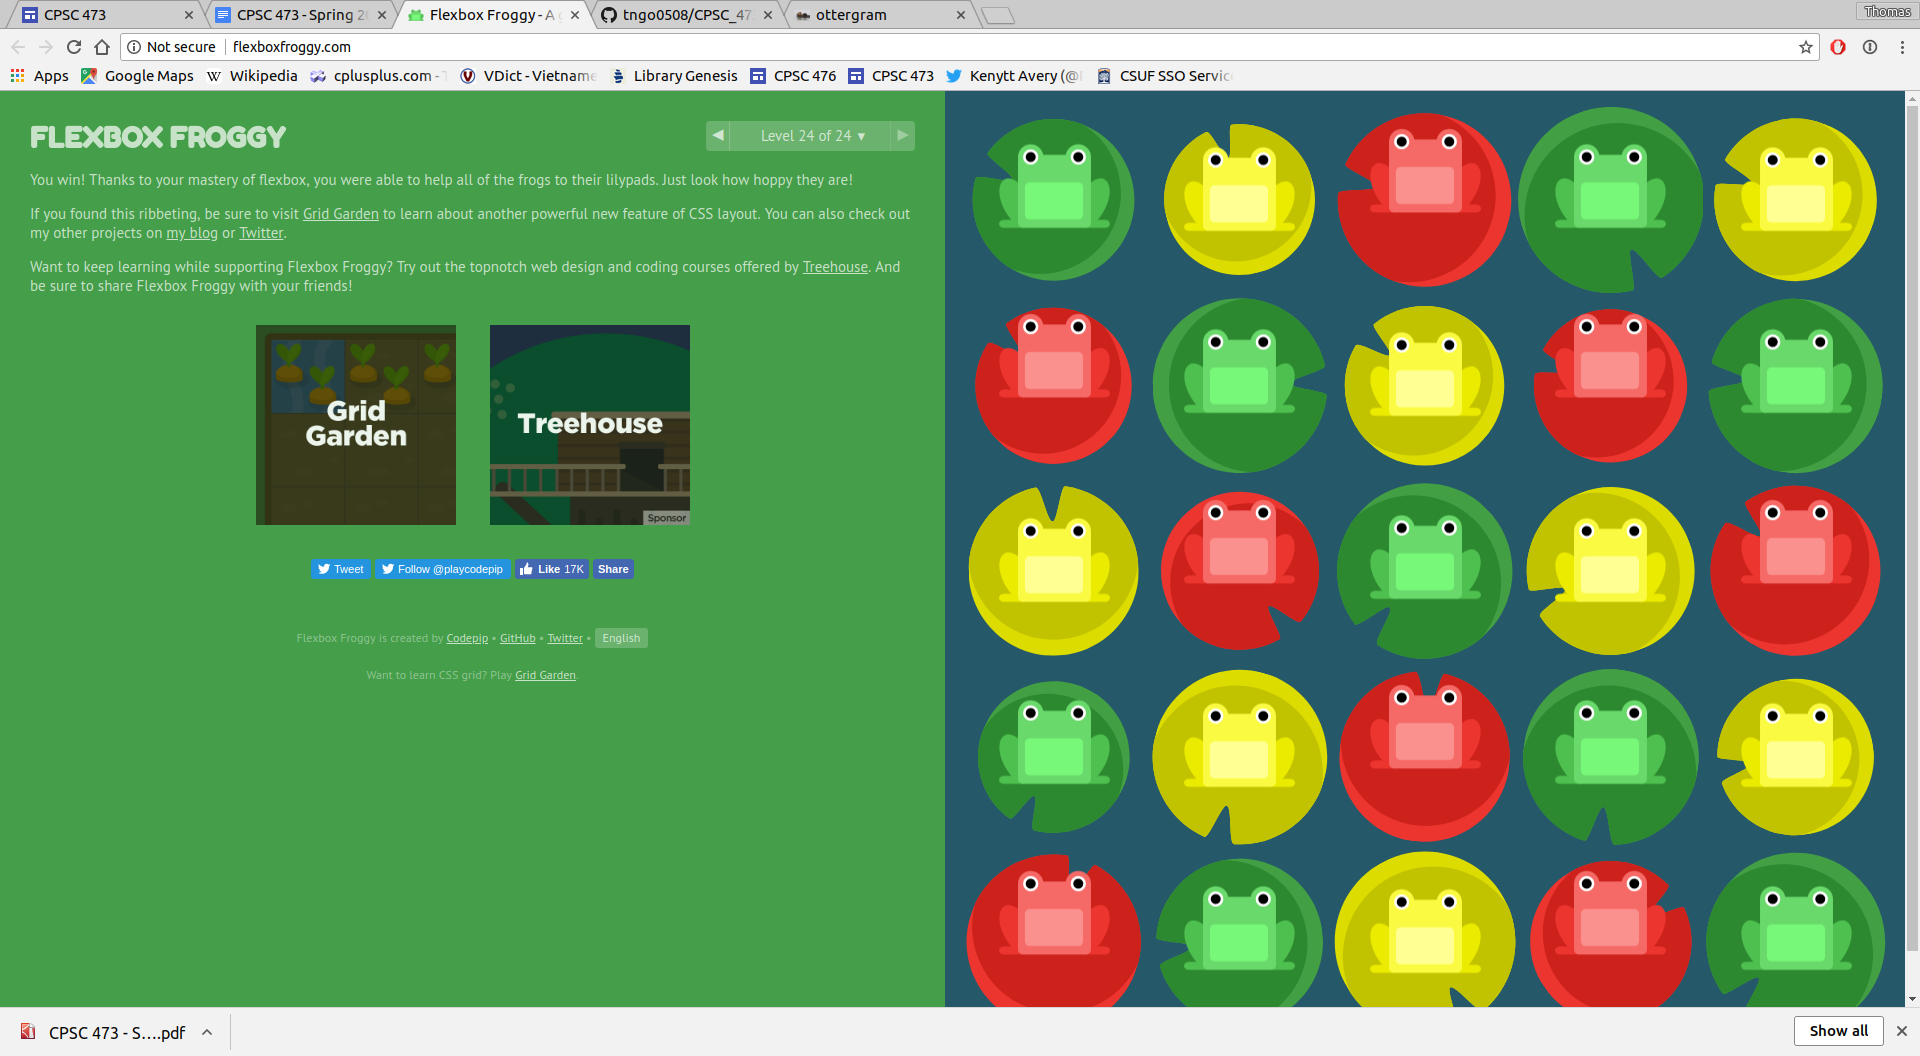 CPSC 473
CPSC 473 - Spring 2
Flexbox Froggy - A
tngo0508/CPSC_47
ottergram
Thomas
Not secure
flexboxfroggy.com
Apps
Google Maps
Wikipedia
cplusplus.com -
VDict - Vietname
Library Genesis
CPSC 476
CPSC 473
Kenytt Avery (@
CSUF SSO Servic
FLEXBOX FROGGY
◀ Level 24 of 24 ▼ ▶
You win! Thanks to your mastery of flexbox, you were able to help all of the frogs to their lilypads. Just look how hoppy they are!
If you found this ribbeting, be sure to visit Grid Garden to learn about another powerful new feature of CSS layout. You can also check out
my other projects on my blog or Twitter.
Want to keep learning while supporting Flexbox Froggy? Try out the topnotch web design and coding courses offered by Treehouse. And
be sure to share Flexbox Froggy with your friends!
Grid
Garden
Treehouse
Sponsor
Tweet
Follow @playcodepip
Like 17K
Share
Flexbox Froggy is created by Codepip • GitHub • Twitter • English
Want to learn CSS grid? Play Grid Garden.
CPSC 473 - S....pdf
Show all